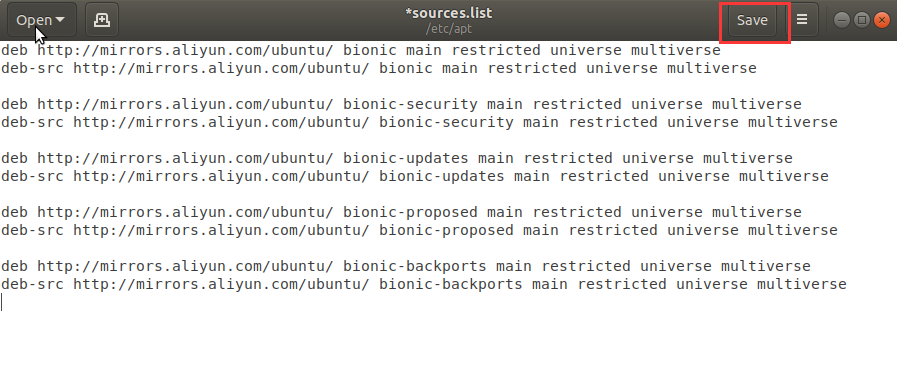 Open
*sources.list
/etc/apt
Save
deb http://mirrors.aliyun.com/ubuntu/ bionic main restricted universe multiverse
deb-src http://mirrors.aliyun.com/ubuntu/ bionic main restricted universe multiverse
deb http://mirrors.aliyun.com/ubuntu/ bionic-security main restricted universe multiverse
deb-src http://mirrors.aliyun.com/ubuntu/ bionic-security main restricted universe multiverse
deb http://mirrors.aliyun.com/ubuntu/ bionic-updates main restricted universe multiverse
deb-src http://mirrors.aliyun.com/ubuntu/ bionic-updates main restricted universe multiverse
deb http://mirrors.aliyun.com/ubuntu/ bionic-proposed main restricted universe multiverse
deb-src http://mirrors.aliyun.com/ubuntu/ bionic-proposed main restricted universe multiverse
deb http://mirrors.aliyun.com/ubuntu/ bionic-backports main restricted universe multiverse
deb-src http://mirrors.aliyun.com/ubuntu/ bionic-backports main restricted universe multiverse